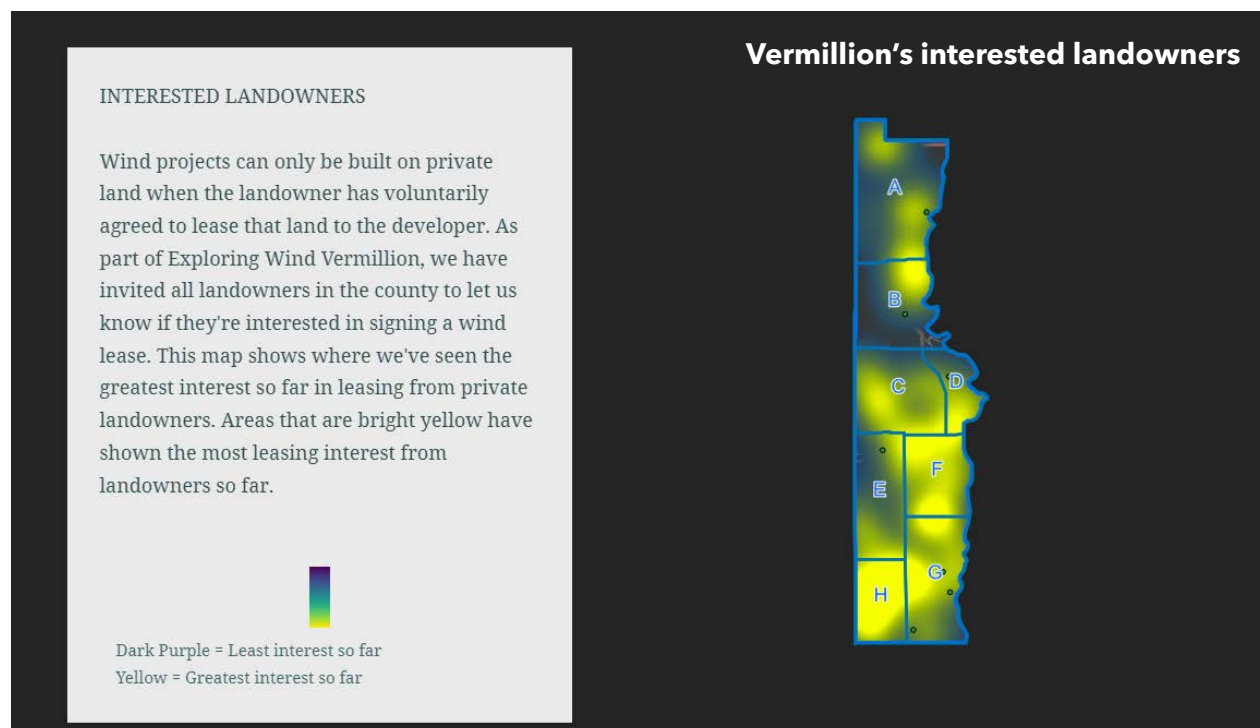 Vermillion’s interested landowners
INTERESTED LANDOWNERS
Wind projects can only be built on private
land when the landowner has voluntarily
agreed to lease that land to the developer. As
part of Exploring Wind Vermillion, we have
invited all landowners in the county to let us
know if they're interested in signing a wind
lease. This map shows where we've seen the
greatest interest so far in leasing from private
landowners. Areas that are bright yellow have
shown the most leasing interest from
landowners so far.
Dark Purple = Least interest so far
Yellow = Greatest interest so far
A
B
C
D
E
F
G
H